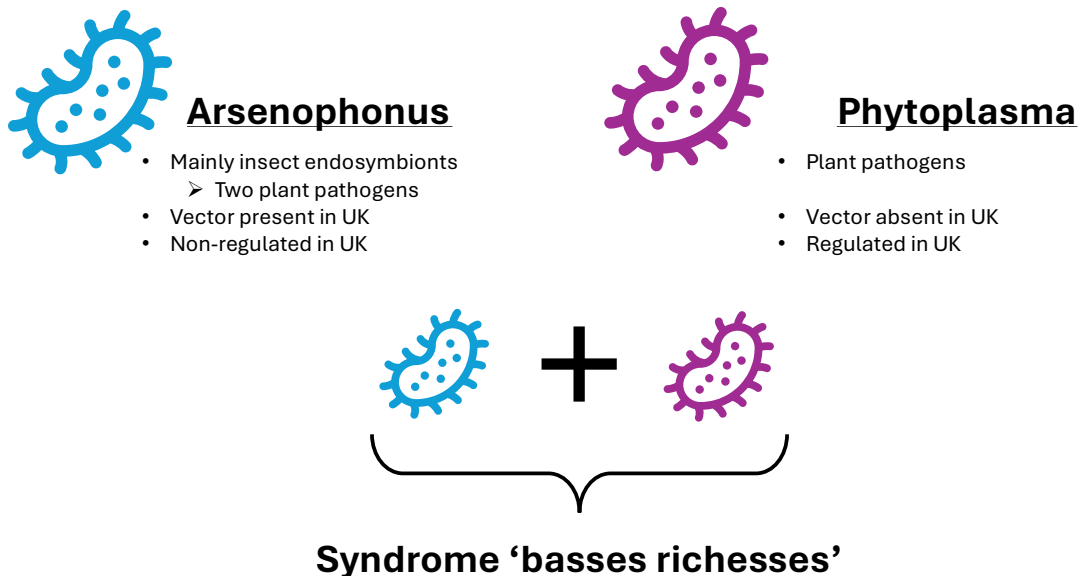 Arsenophonus
• Mainly insect endosymbionts
➢ Two plant pathogens
• Vector present in UK
• Non-regulated in UK
Phytoplasma
• Plant pathogens
• Vector absent in UK
• Regulated in UK
+
Syndrome ‘basses richesses’